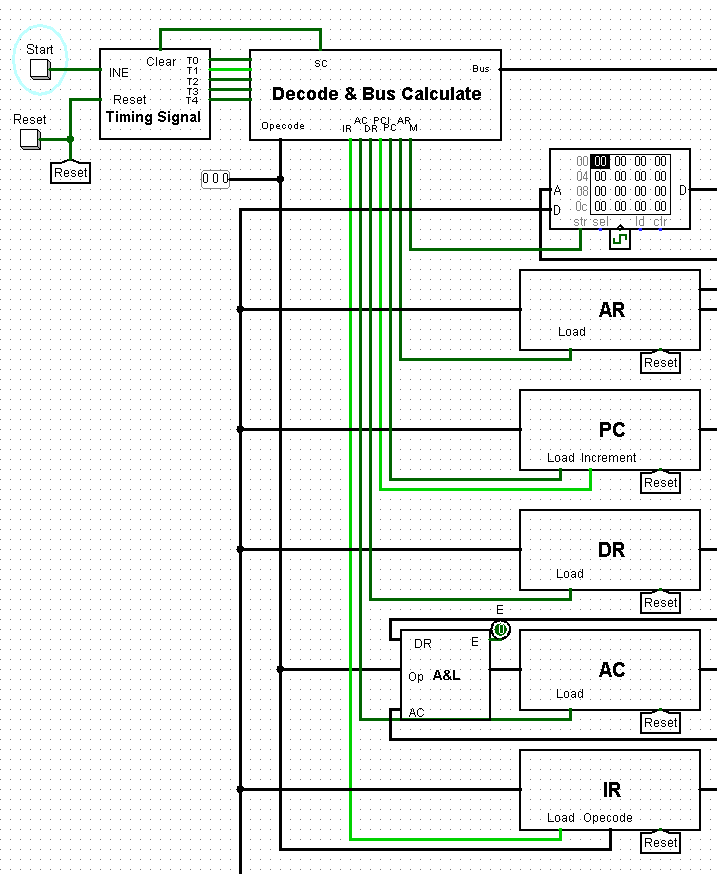 Start
INE
Clear
T0
T1
T2
T3
T4
Reset
Timing Signal
Reset
Reset
SC
Bus
Decode & Bus Calculate
Opecode
IR AC DR PCI PC AR M
000
00 00 00 00 00
04 00 00 00 00
08 00 00 00 00
0c 00 00 00 00
A
D
D
str sel ld clr
AR
Load
Reset
PC
Load Increment
Reset
DR
Load
Reset
E
DR
E
Op A&L
AC
0
AC
Load
Reset
IR
Load Opecode
Reset